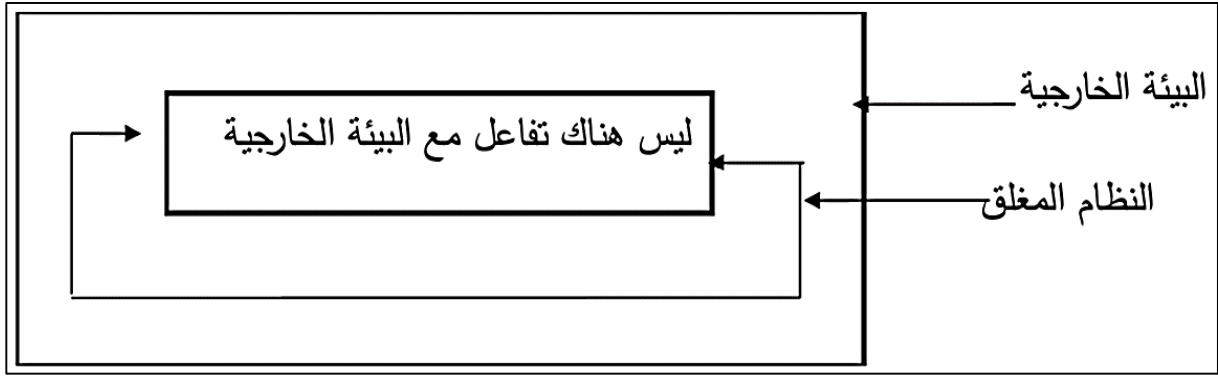 البيئة الخارجية
ليس هناك تفاعل مع البيئة الخارجية
النظام المغلق